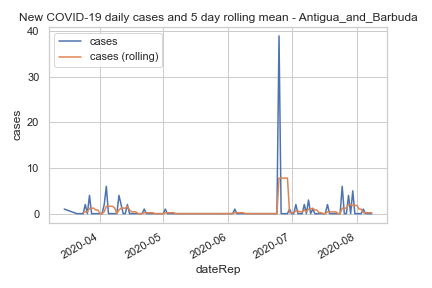 New COVID-19 daily cases and 5 day rolling mean - Antigua_and_Barbuda
cases
cases (rolling)
40
30
20
10
0
cases
2020-04
2020-05
2020-06
2020-07
2020-08
dateRep